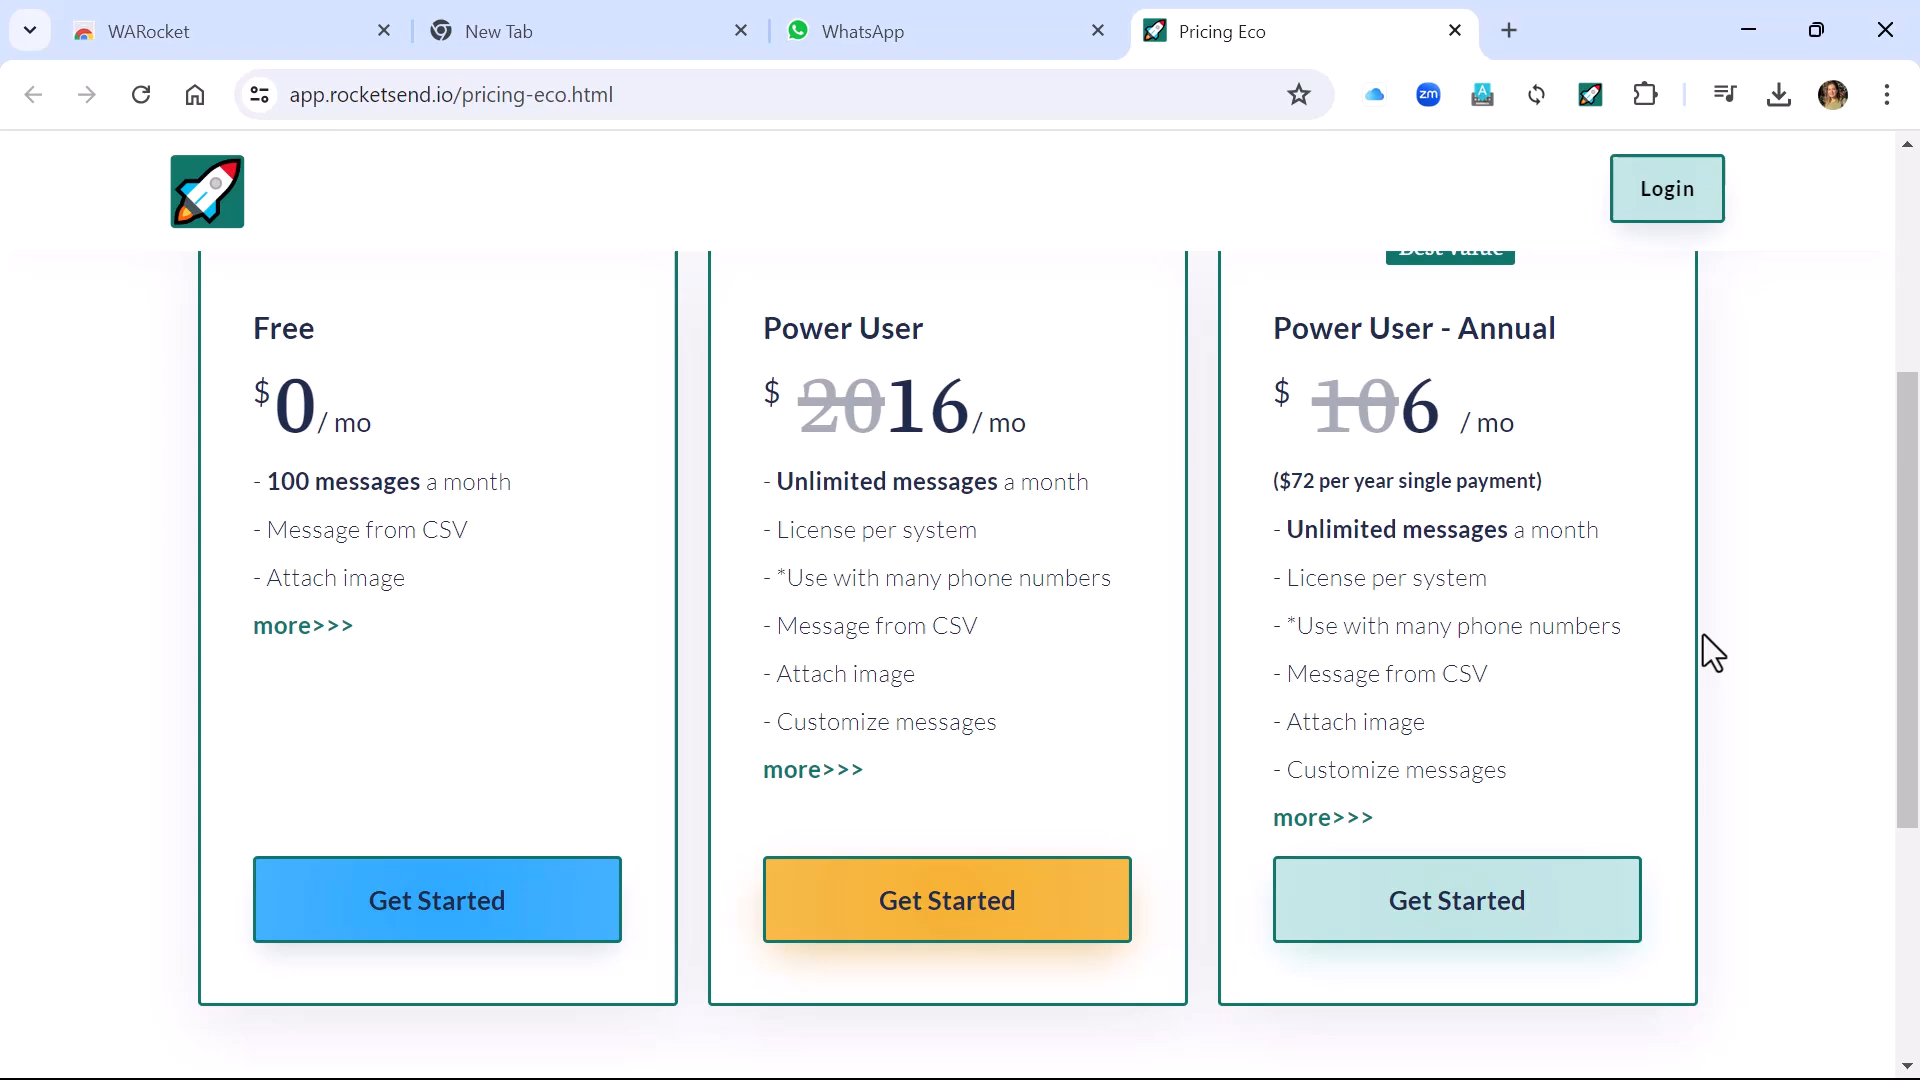 WARocket
New Tab
WhatsApp
Pricing Eco
app.rocketsend.io/pricing-eco.html
zm
A
Login
Best Value
Free
$0/ mo
- 100 messages a month
- Message from CSV
- Attach image
more>>>
Get Started
Power User
$ 2016/ mo
- Unlimited messages a month
- License per system
- *Use with many phone numbers
- Message from CSV
- Attach image
- Customize messages
more>>>
Get Started
Power User - Annual
$ 106 / mo
($72 per year single payment)
- Unlimited messages a month
- License per system
- *Use with many phone numbers
- Message from CSV
- Attach image
- Customize messages
more>>>
Get Started